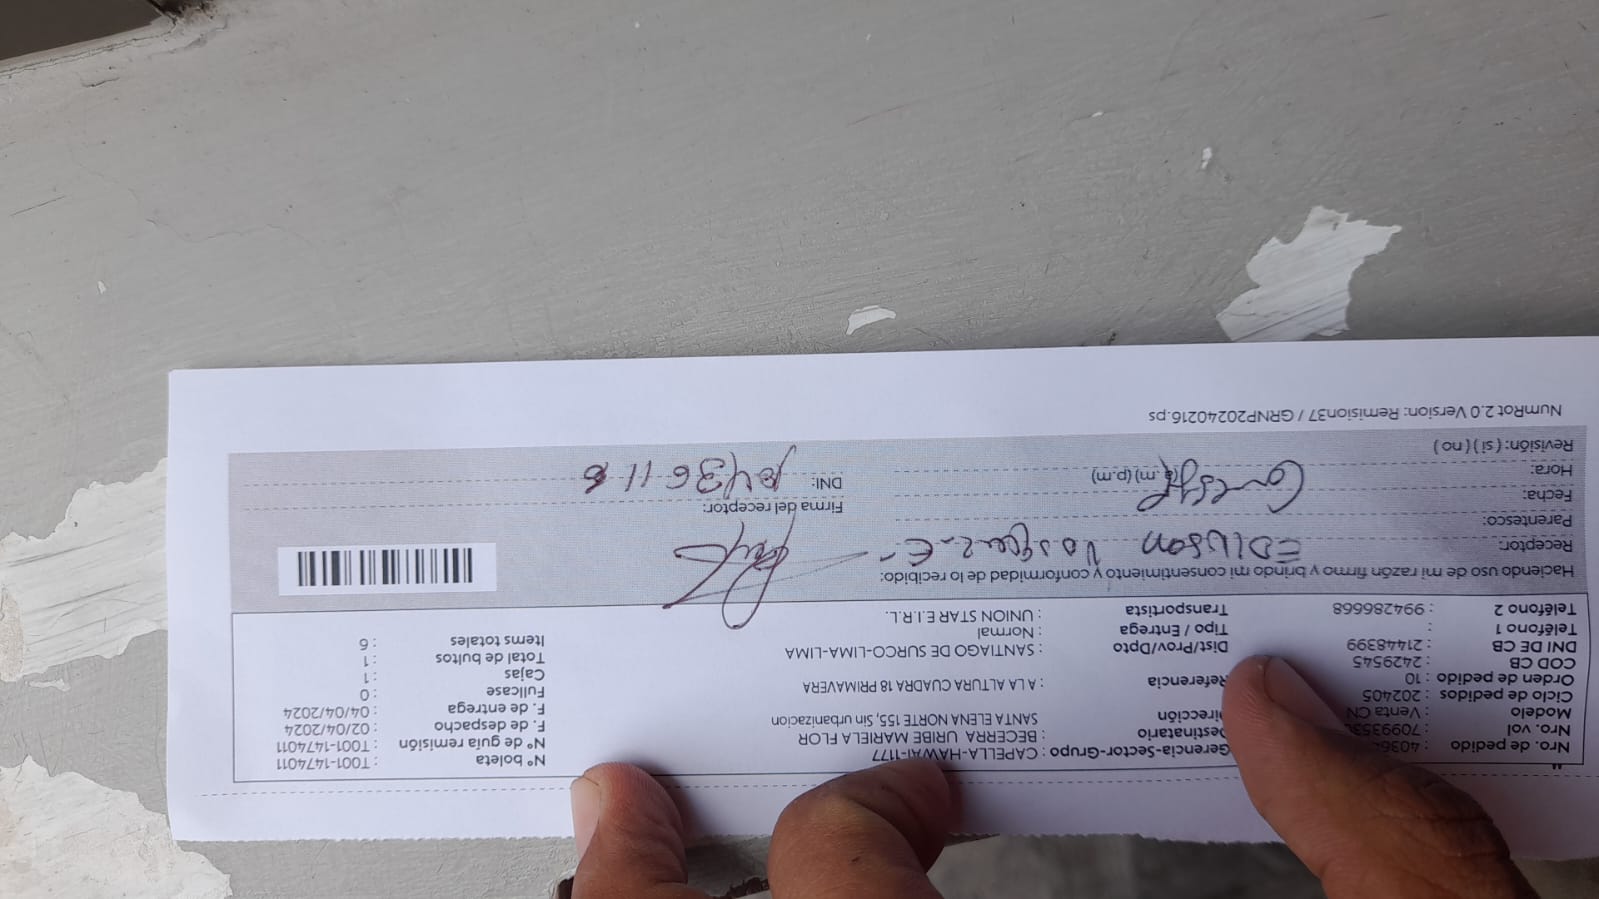 Nro. de pedido
Nro. vol
Modelo : Venta CN
Ciclo de pedidos : 202405
Orden de pedido : 10
COD CB : 2429545
DNI DE CB : 21448399
Teléfono 1 :
Teléfono 2 : 994286668
Gerencia-Sector-Grupo : CAPELLA-HAWAI-1177
Destinatario : BECERRA URIBE MARIELA FLOR
Dirección SANTA ELENA NORTE 155, Sin urbanizacion
Referencia : A LA ALTURA CUADRA 18 PRIMAVERA
Dist/Prov/Dpto : SANTIAGO DE SURCO-LIMA-LIMA
Tipo / Entrega : Normal
Transportista : UNION STAR E.I.R.L.
N° boleta : T001-1474011
N° de guía remisión : T001-1474011
F. de despacho : 02/04/2024
F. de entrega : 04/04/2024
Fullcase : 0
Cajas : 1
Total de bultos : 1
Items totales : 6
Haciendo uso de mi razón firmo y brindo mi consentimiento y conformidad de lo recibido:
Receptor: EDIWSON
Parentesco:
Fecha:
Hora: (a.m) (p.m)
Revisión: ( si ) ( no )
Firma del receptor:
DNI:
NumRot 2.0 Version: Remision37 / GRNP20240216.ps